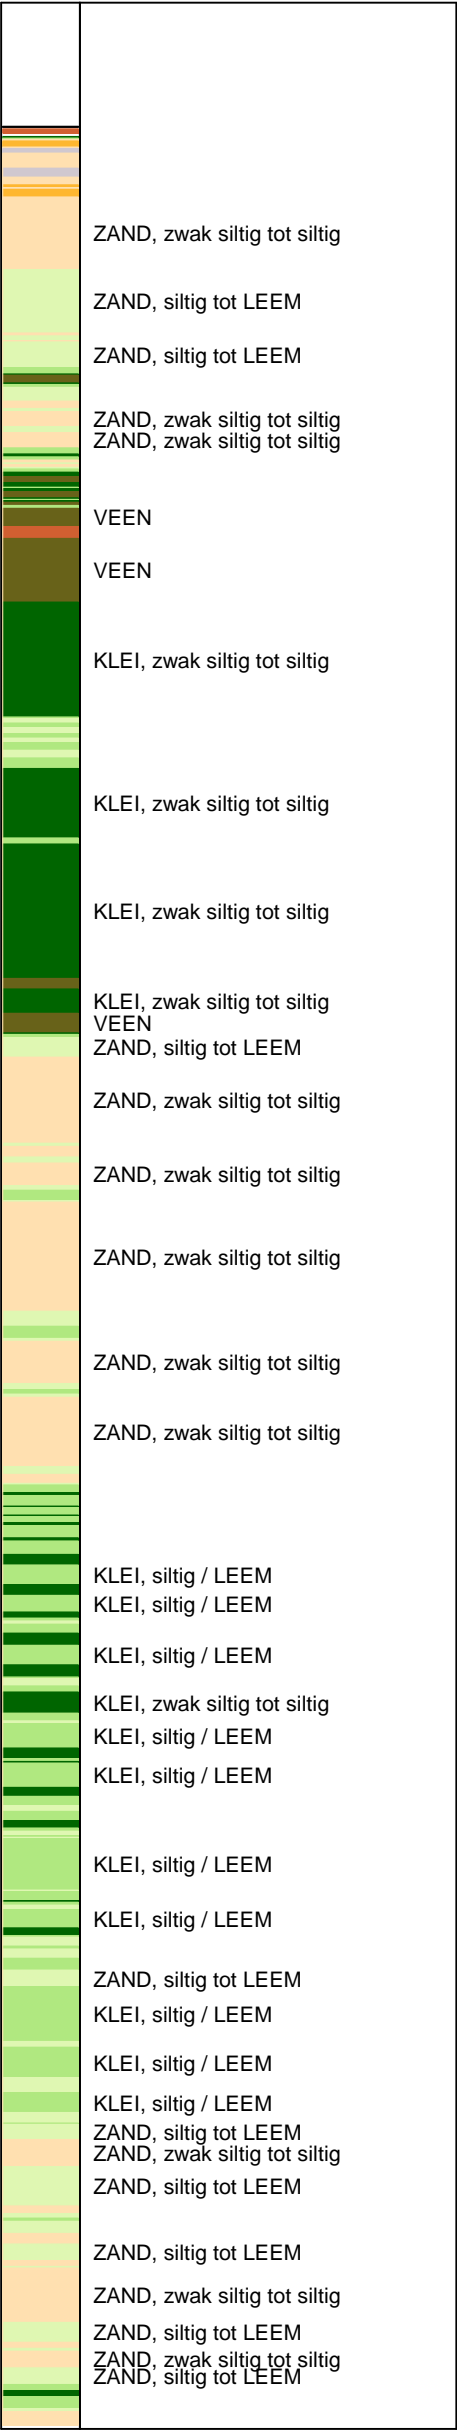 ZAND, zwak siltig tot siltig
ZAND, siltig tot LEEM
ZAND, siltig tot LEEM
ZAND, zwak siltig tot siltig
ZAND, zwak siltig tot siltig
VEEN
VEEN
KLEI, zwak siltig tot siltig
KLEI, zwak siltig tot siltig
KLEI, zwak siltig tot siltig
KLEI, zwak siltig tot siltig
VEEN
ZAND, siltig tot LEEM
ZAND, zwak siltig tot siltig
ZAND, zwak siltig tot siltig
ZAND, zwak siltig tot siltig
ZAND, zwak siltig tot siltig
ZAND, zwak siltig tot siltig
KLEI, siltig / LEEM
KLEI, siltig / LEEM
KLEI, siltig / LEEM
KLEI, zwak siltig tot siltig
KLEI, siltig / LEEM
KLEI, siltig / LEEM
KLEI, siltig / LEEM
KLEI, siltig / LEEM
ZAND, siltig tot LEEM
KLEI, siltig / LEEM
KLEI, siltig / LEEM
KLEI, siltig / LEEM
ZAND, siltig tot LEEM
ZAND, zwak siltig tot siltig
ZAND, siltig tot LEEM
ZAND, siltig tot LEEM
ZAND, zwak siltig tot siltig
ZAND, siltig tot LEEM
ZAND, zwak siltig tot siltig
ZAND, siltig tot LEEM